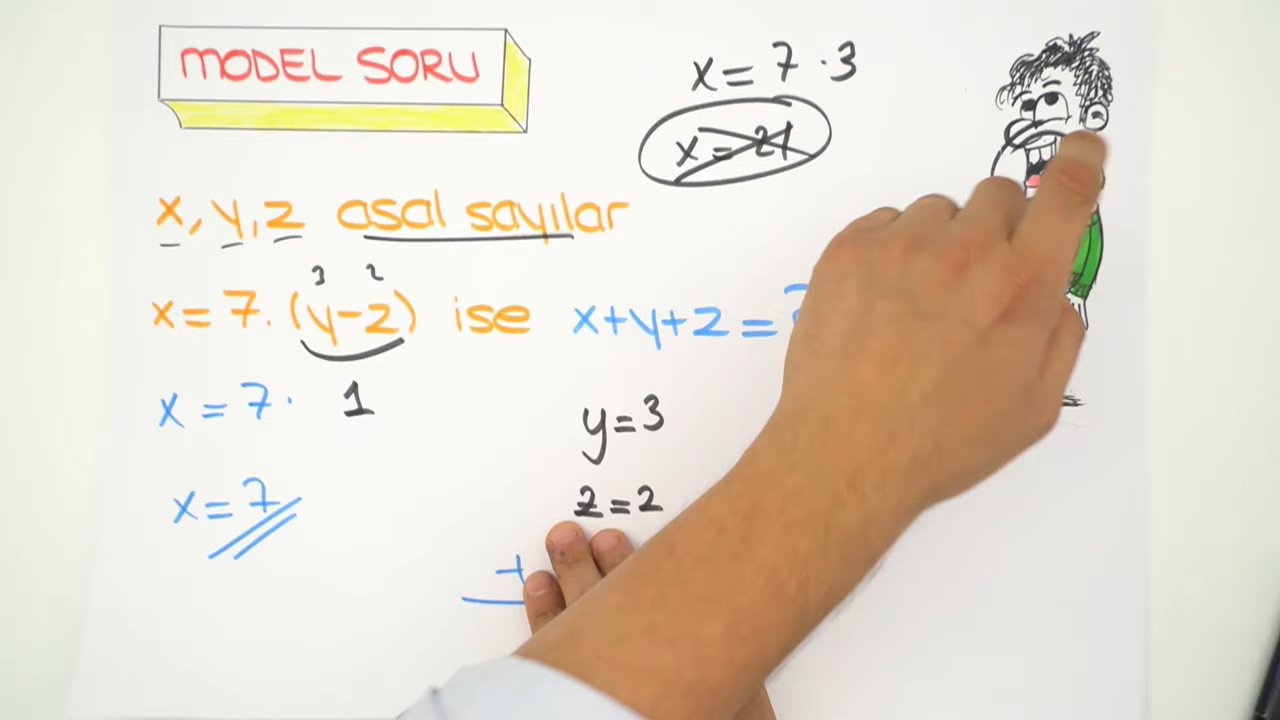 MODEL SORU
x = 7 · 3
x = 21
x, y, z asal sayılar
3 2
x = 7 . (y - z) ise x + y + z =
x = 7 . 1
y = 3
x = 7
z = 2
+